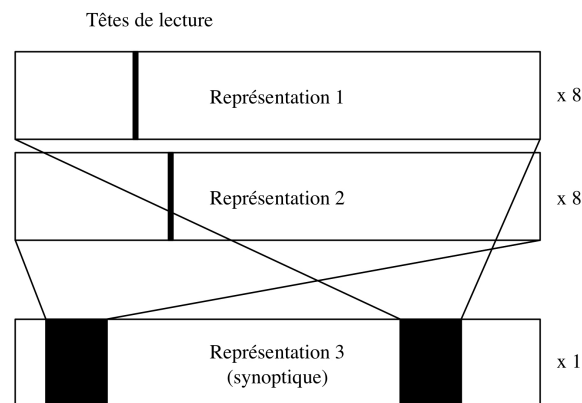 Têtes de lecture
Représentation 1
x 8
Représentation 2
x 8
Représentation 3
(synoptique)
x 1